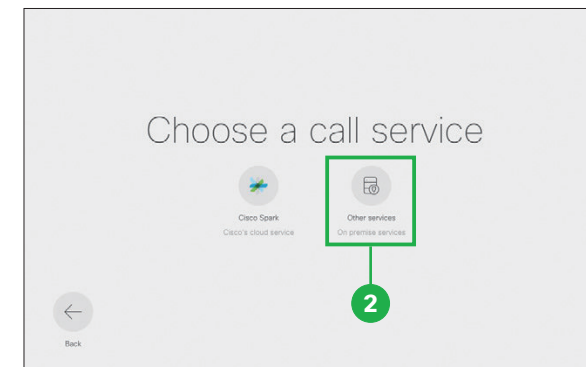 Choose a call service
Cisco Spark
Cisco's cloud service
Other services
On premise services
2
Back